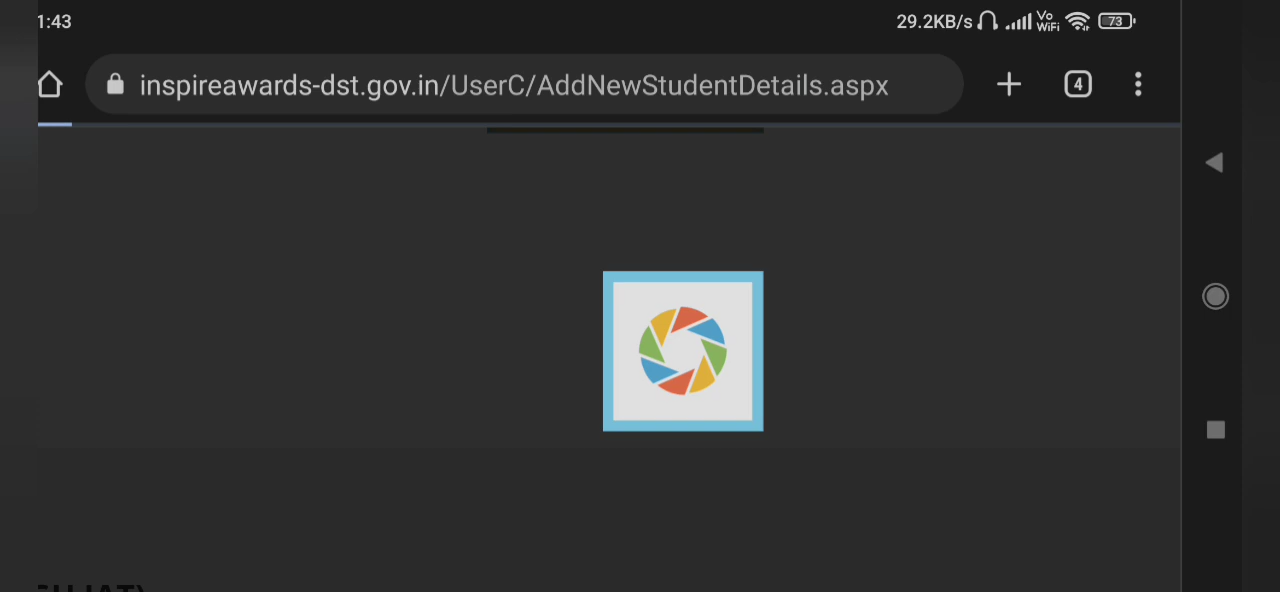 1:43
29.2KB/s Vo WiFi 73
inspireawards-dst.gov.in/UserC/AddNewStudentDetails.aspx
4